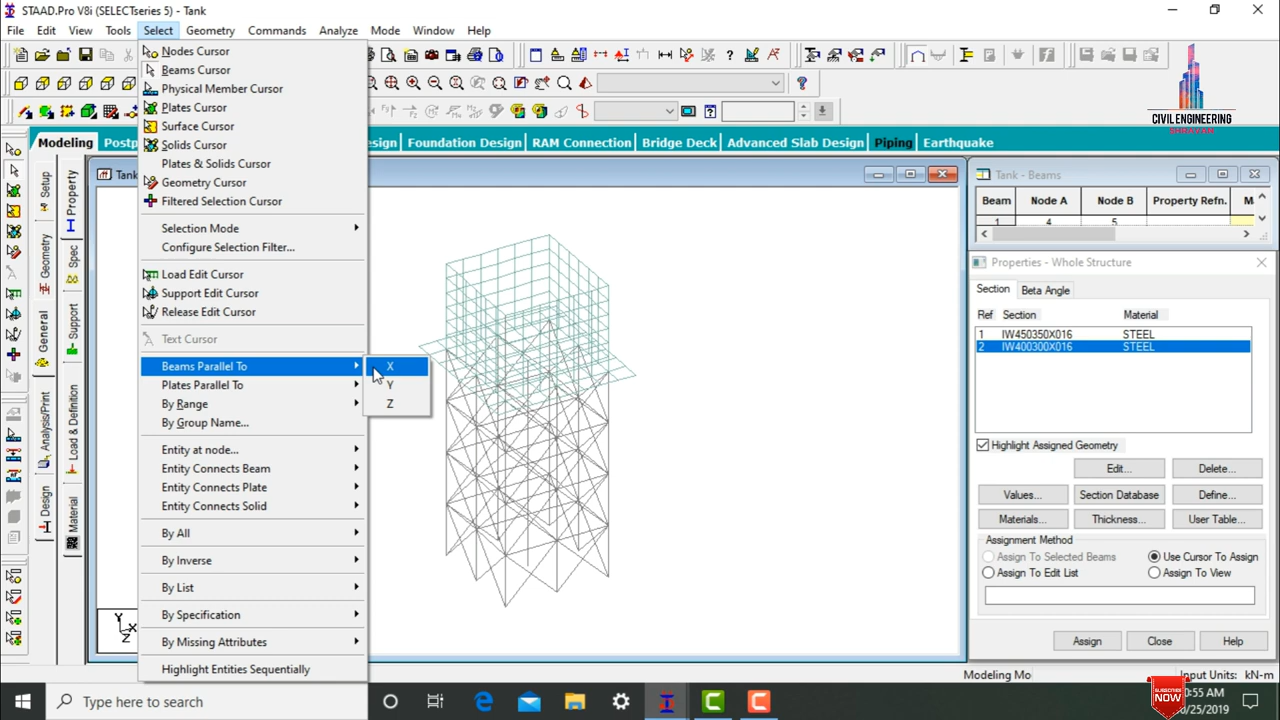 STAAD.Pro V8i (SELECTseries 5) - Tank
File Edit View Tools Select Geometry Commands Analyze Mode Window Help
Nodes Cursor
Beams Cursor
Physical Member Cursor
Plates Cursor
Surface Cursor
Solids Cursor
Plates & Solids Cursor
Geometry Cursor
Filtered Selection Cursor
Selection Mode
Configure Selection Filter...
Load Edit Cursor
Support Edit Cursor
Release Edit Cursor
Text Cursor
Beams Parallel To
Plates Parallel To
By Range
By Group Name...
Entity at node...
Entity Connects Beam
Entity Connects Plate
Entity Connects Solid
By All
By Inverse
By List
By Specification
By Missing Attributes
Highlight Entities Sequentially
X
Y
Z
CIVIL ENGINEERING
Modeling Postp
sign Foundation Design RAM Connection Bridge Deck Advanced Slab Design Piping Earthquake
Setup
Geometry
General
Analysis/Print
Design
Property
Spec
Support
Load & Definition
Material
Tank
Y
X
Z
Tank - Beams
Beam Node A Node B Property Refn.
1 4 5
Properties - Whole Structure
Section Beta Angle
Ref Section Material
1 IW450350X016 STEEL
2 IW400300X016 STEEL
Highlight Assigned Geometry
Edit... Delete...
Values... Section Database Define...
Materials... Thickness... User Table...
Assignment Method
Assign To Selected Beams Use Cursor To Assign
Assign To Edit List Assign To View
Assign Close Help
Modeling Mo Input Units: kN-m
Type here to search
:55 AM
/25/2019
SUBSCRIBE
NOW